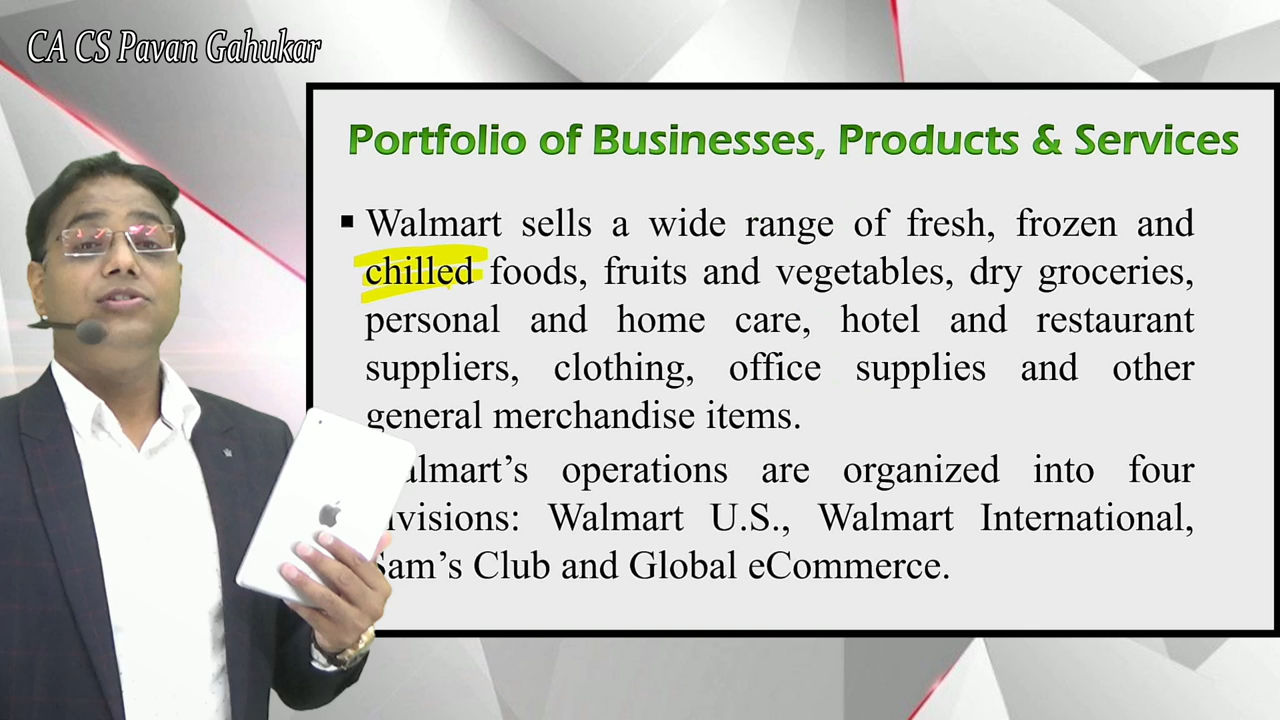 CA CS Pavan Gahukar
Portfolio of Businesses, Products & Services
▪ Walmart sells a wide range of fresh, frozen and
chilled foods, fruits and vegetables, dry groceries,
personal and home care, hotel and restaurant
suppliers, clothing, office supplies and other
general merchandise items.
operations are organized into four
Walmart U.S., Walmart International,
Sam’s Club and Global eCommerce.